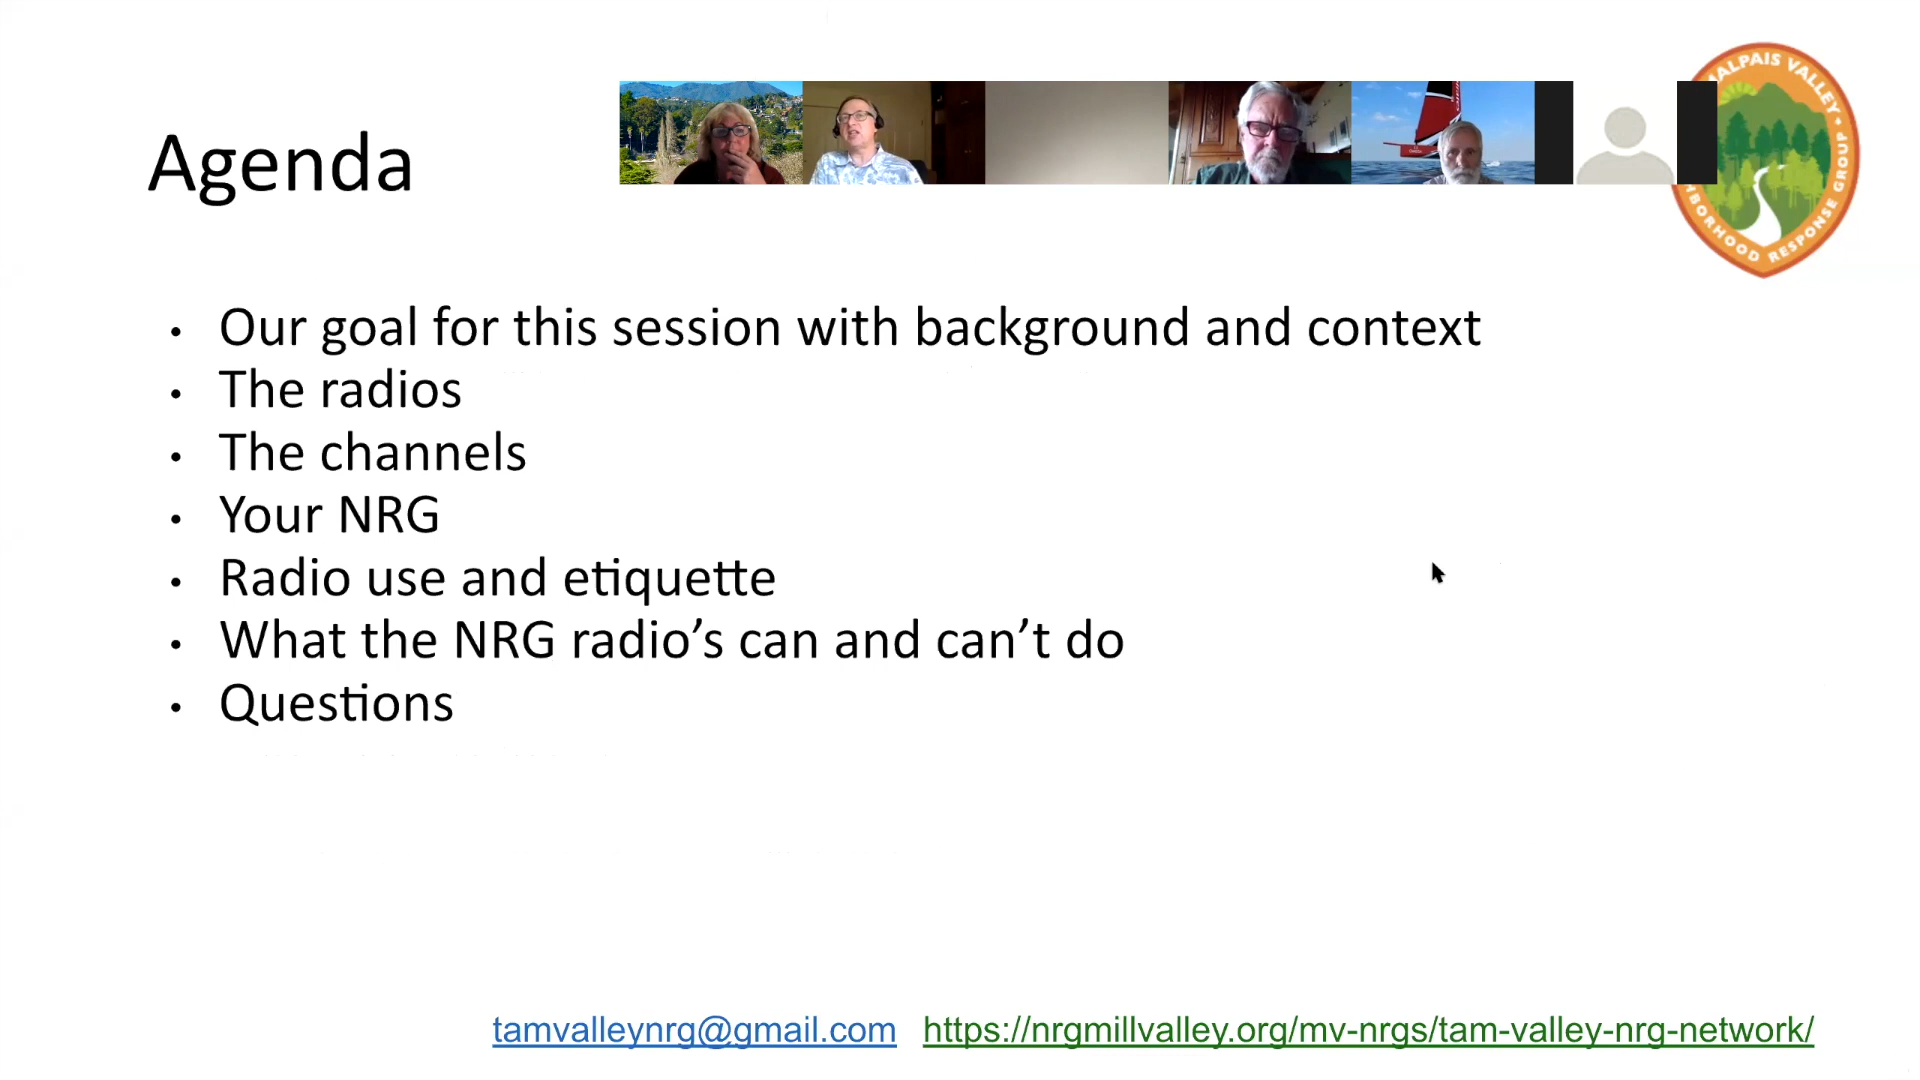 Agenda
ALPAIS VALLEY •
BORHOOD RESPONSE GROUP
• Our goal for this session with background and context
• The radios
• The channels
• Your NRG
• Radio use and etiquette
• What the NRG radio’s can and can’t do
• Questions
tamvalleynrg@gmail.com https://nrgmillvalley.org/mv-nrgs/tam-valley-nrg-network/